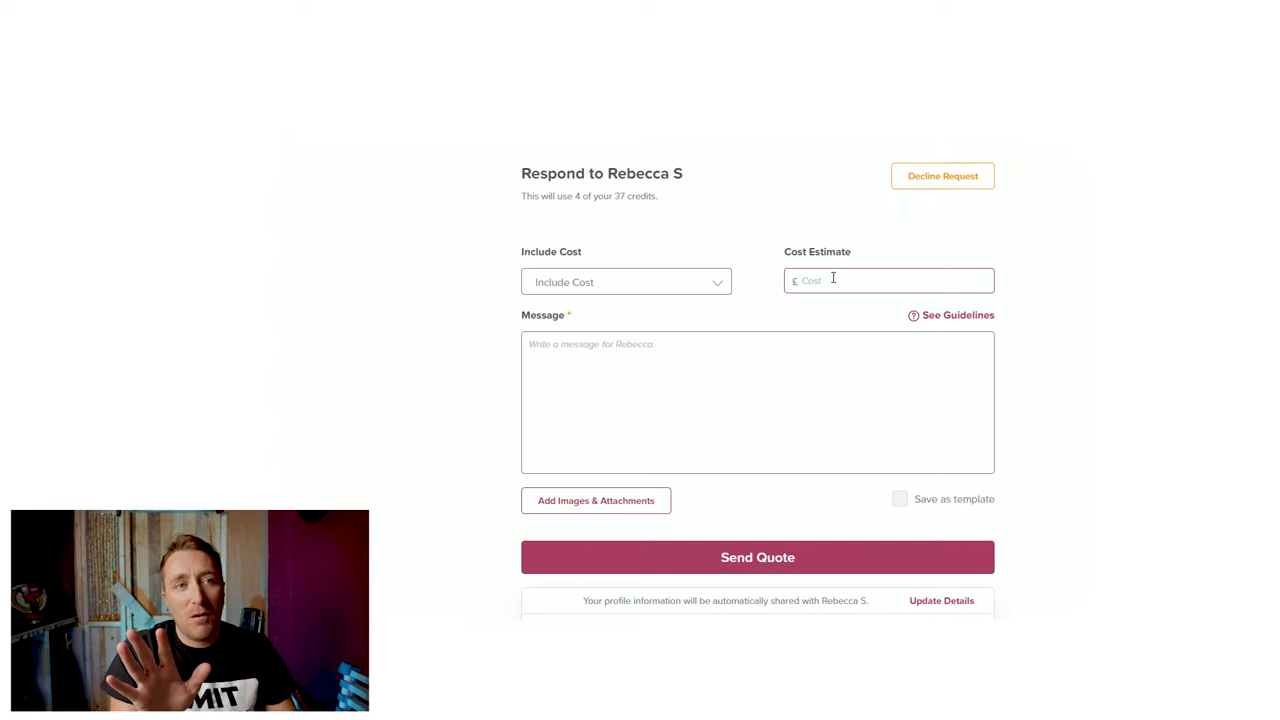 Respond to Rebecca S
Decline Request
This will use 4 of your 37 credits.
Include Cost
Cost Estimate
Include Cost
£ Cost
Message *
? See Guidelines
Write a message for Rebecca.
Add Images & Attachments
Save as template
Send Quote
Your profile information will be automatically shared with Rebecca S.
Update Details
MIT